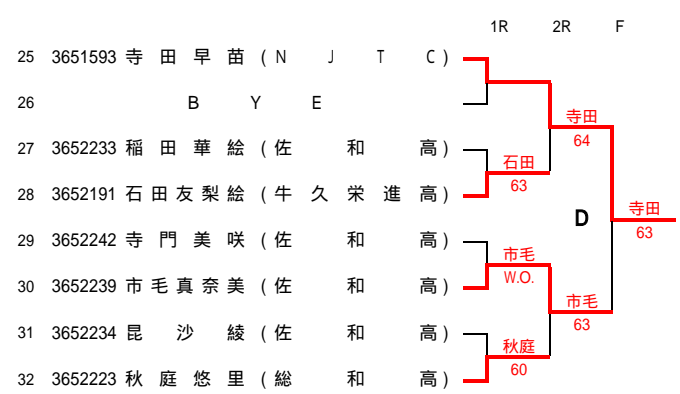 1R 2R F
25 3651593 寺田早苗 (NJTC)
26 BYE
寺田
64
27 3652233 稲田華絵 (佐和高)
石田
63
28 3652191 石田友梨絵 (牛久栄進高)
D
寺田
63
29 3652242 寺門美咲 (佐和高)
市毛
W.O.
30 3652239 市毛真奈美 (佐和高)
市毛
63
31 3652234 昆沙綾 (佐和高)
秋庭
60
32 3652223 秋庭悠里 (総和高)